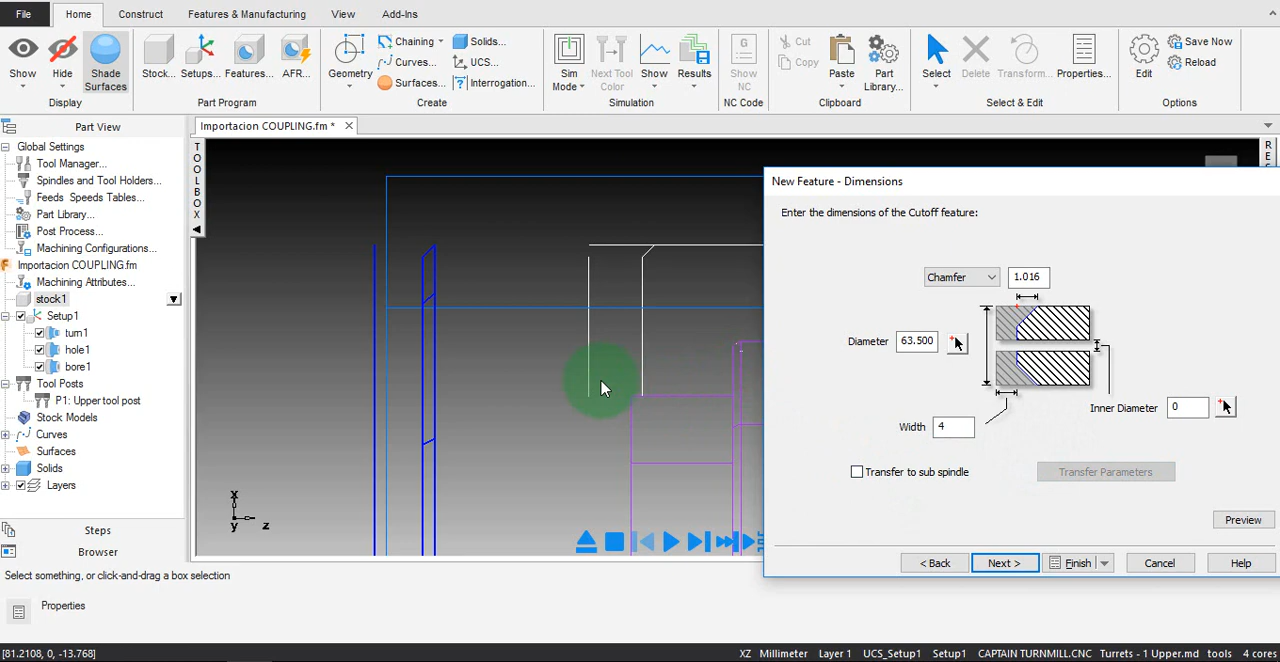 File
Home
Construct
Features & Manufacturing
View
Add-Ins
Show
Hide
Shade
Surfaces
Display
Stock...
Setups...
Features...
AFR...
Part Program
Geometry
Chaining
Curves...
Surfaces...
Solids...
UCS...
Interrogation...
Create
Sim
Mode
Next Tool
Color
Show
Results
Simulation
Show
NC
NC Code
Cut
Copy
Paste
Part
Library...
Clipboard
Select
Delete
Transform...
Properties...
Select & Edit
Edit
Save Now
Reload
Options
Part View
Importacion COUPLING.fm *
Global Settings
Tool Manager...
Spindles and Tool Holders...
Feeds Speeds Tables...
Part Library...
Post Process...
Machining Configurations...
Importacion COUPLING.fm
Machining Attributes...
stock1
Setup1
turn1
hole1
bore1
Tool Posts
P1: Upper tool post
Stock Models
Curves
Surfaces
Solids
Layers
Steps
Browser
TOOLBOX
RES
x
y
z
New Feature - Dimensions
Enter the dimensions of the Cutoff feature:
Chamfer
1.016
Diameter
63.500
Inner Diameter
0
Width
4
Transfer to sub spindle
Transfer Parameters
Preview
< Back
Next >
Finish
Cancel
Help
Select something, or click-and-drag a box selection
Properties
[81.2108, 0, -13.768]
XZ Millimeter Layer 1 UCS_Setup1 Setup1 CAPTAIN TURNMILL.CNC Turrets - 1 Upper.md tools 4 cores